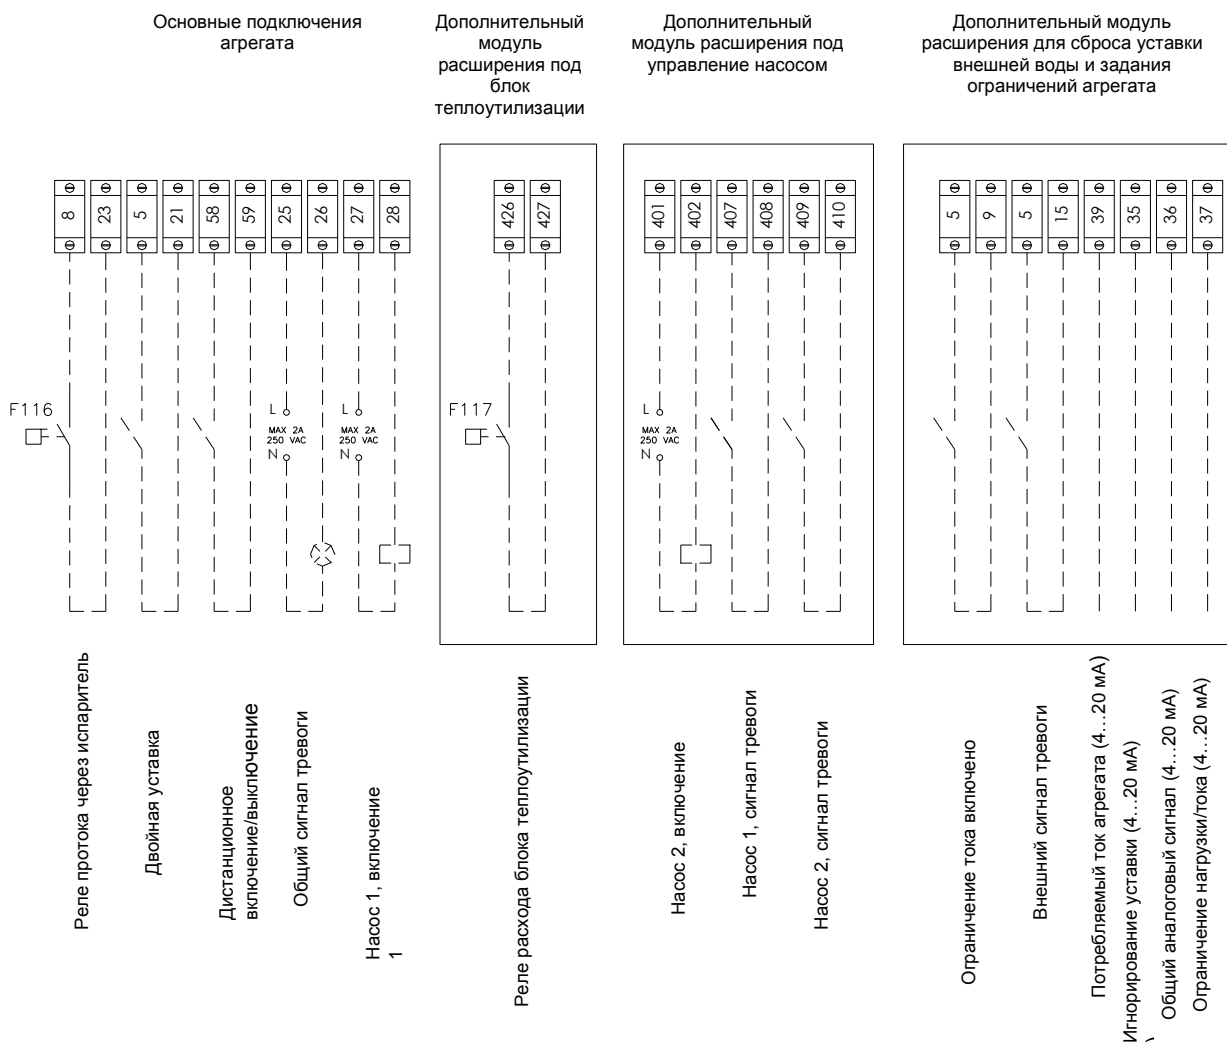 Основные подключения
агрегата
Дополнительный
модуль
расширения под
блок
теплоутилизации
Дополнительный
модуль расширения под
управление насосом
Дополнительный модуль
расширения для сброса уставки
внешней воды и задания
ограничений агрегата
8
23
5
21
58
59
25
26
27
28
426
427
401
402
407
408
409
410
5
9
5
15
39
35
36
37
F116
L
MAX 2A
250 VAC
N
L
MAX 2A
250 VAC
N
F117
L
MAX 2A
250 VAC
N
Реле протока через испаритель
Двойная уставка
Дистанционное
включение/выключение
Общий сигнал тревоги
Насос 1, включение
1
Реле расхода блока теплоутилизации
Насос 2, включение
Насос 1, сигнал тревоги
Насос 2, сигнал тревоги
Ограничение тока включено
Внешний сигнал тревоги
Потребляемый ток агрегата (4…20 мА)
Игнорирование уставки (4…20 мА)
Общий аналоговый сигнал (4…20 мА)
Ограничение нагрузки/тока (4…20 мА)